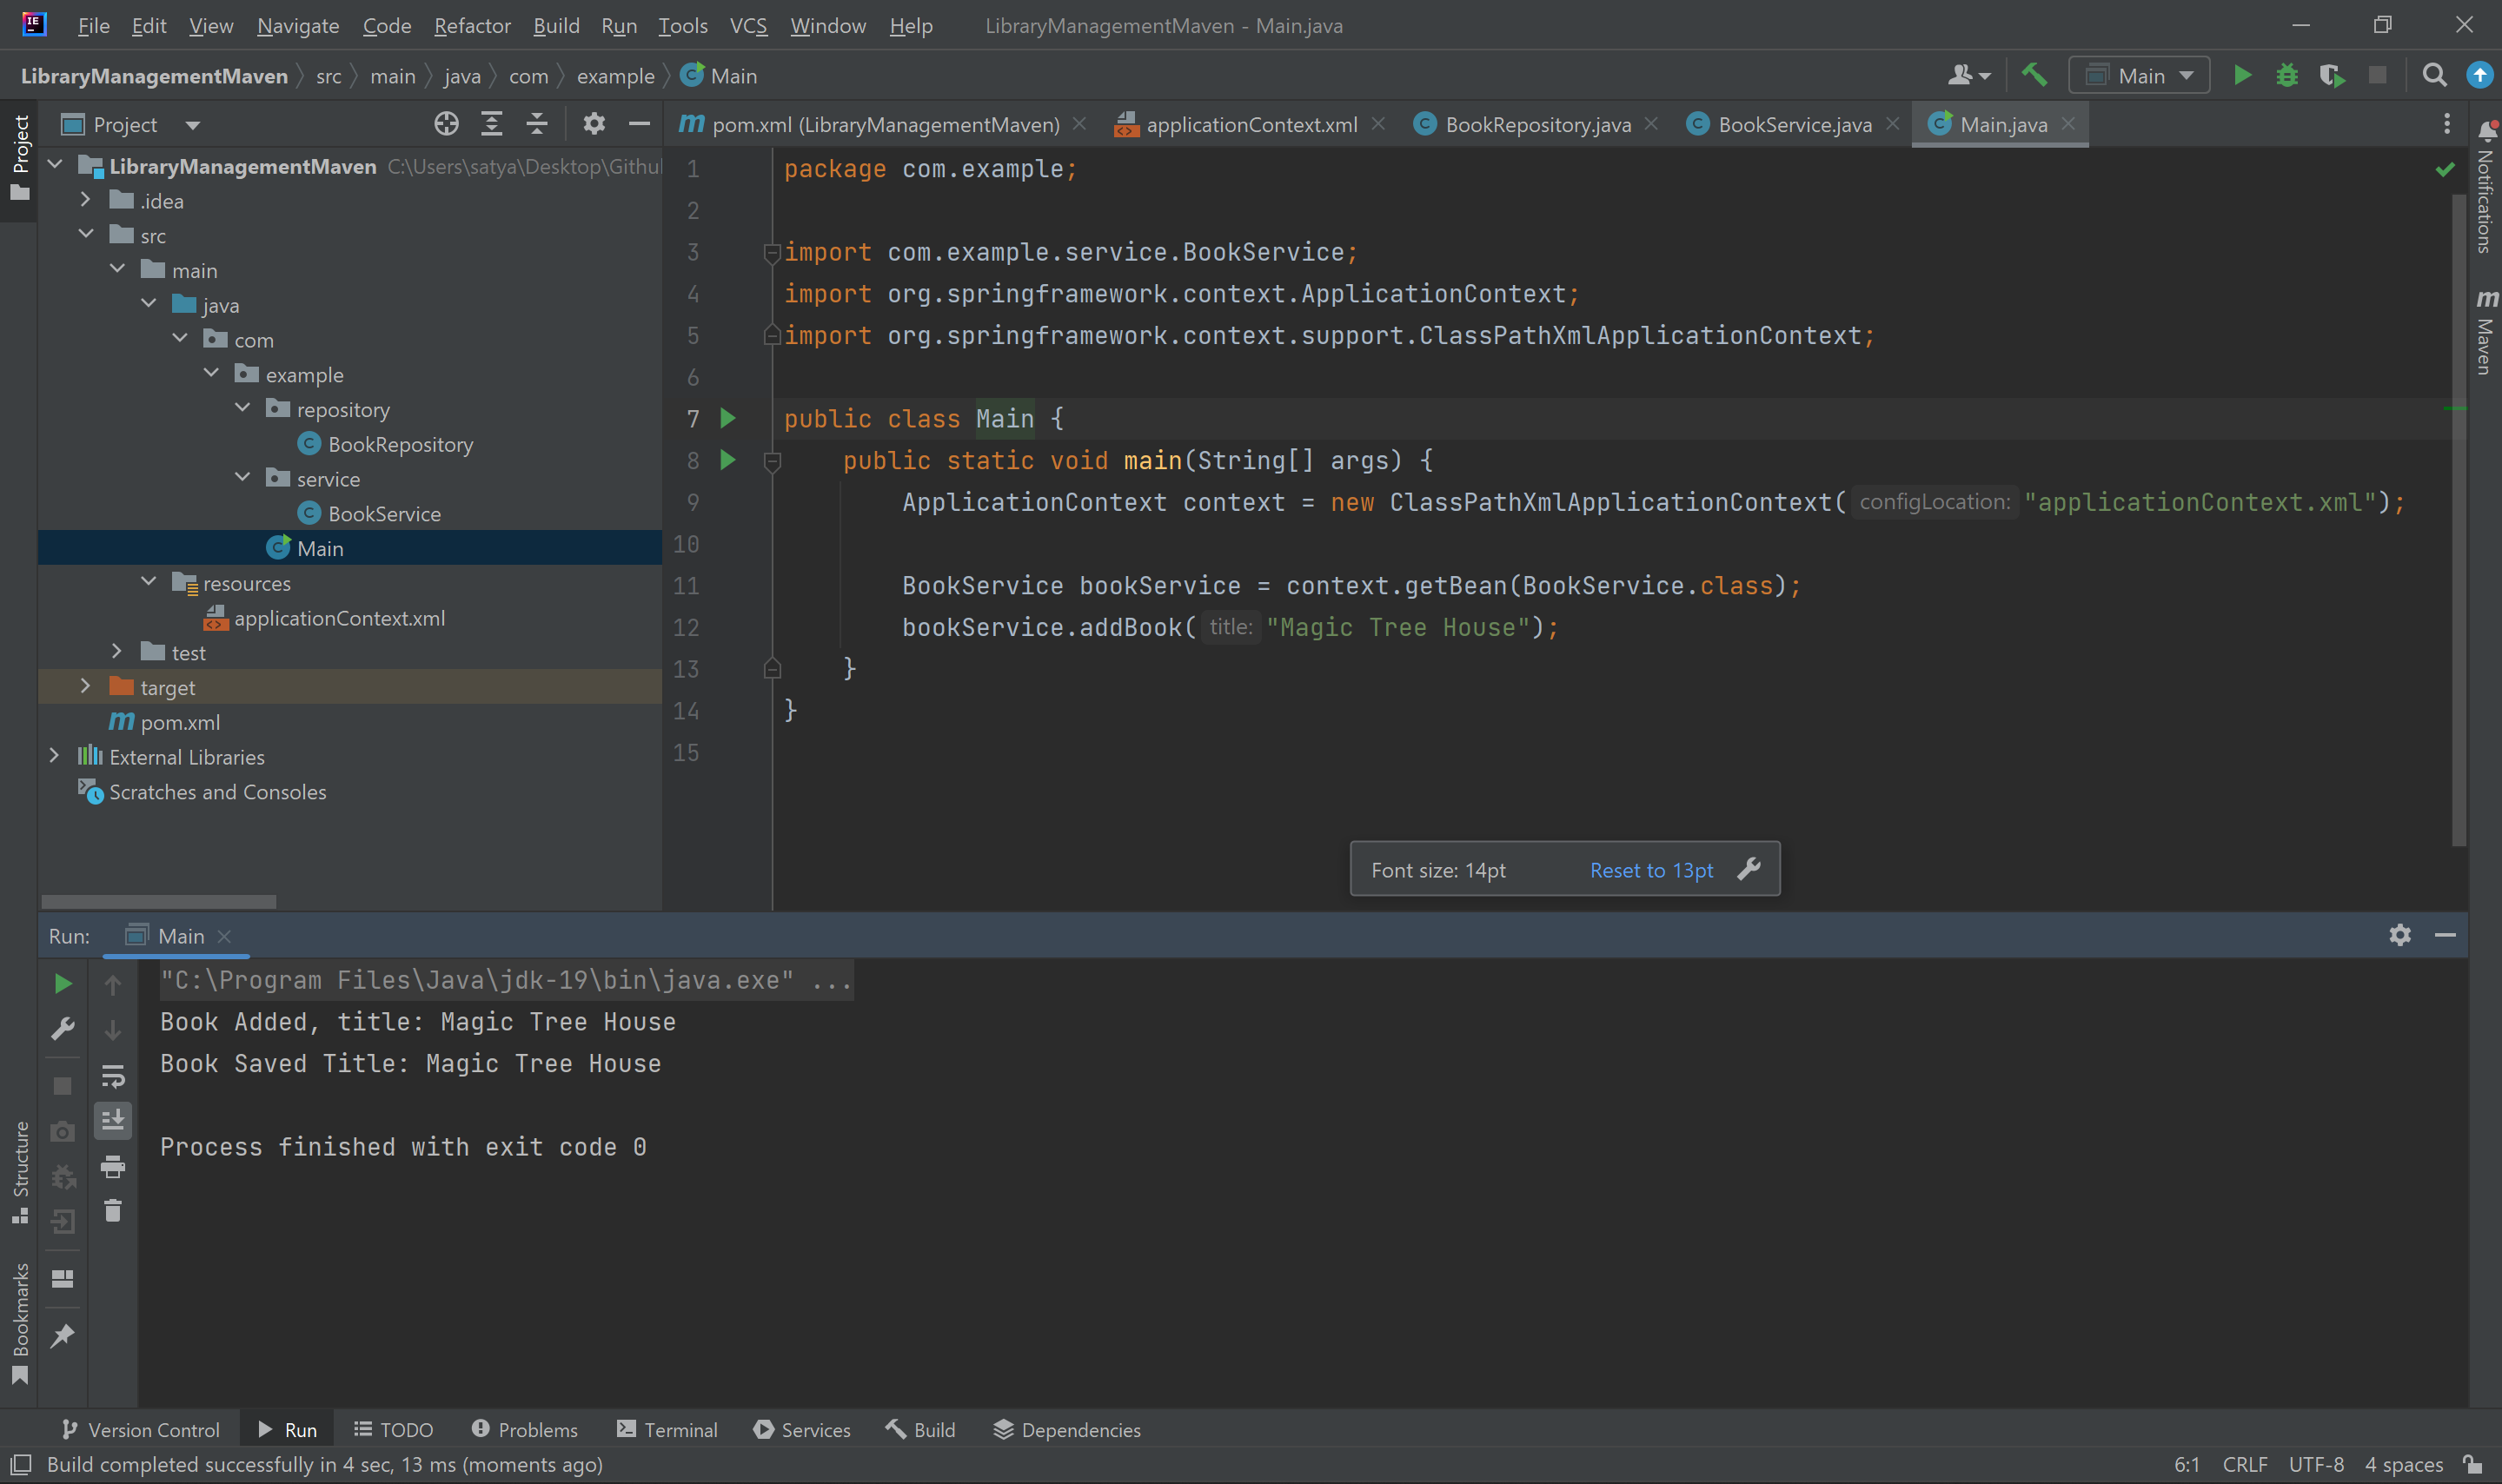 File Edit View Navigate Code Refactor Build Run Tools VCS Window Help LibraryManagementMaven - Main.java
LibraryManagementMaven src main java com example Main
Main
Project
pom.xml (LibraryManagementMaven) applicationContext.xml BookRepository.java BookService.java Main.java
Project
Structure
Bookmarks
Notifications
Maven
LibraryManagementMaven C:\Users\satya\Desktop\Githu
.idea
src
main
java
com
example
repository
BookRepository
service
BookService
Main
resources
applicationContext.xml
test
target
pom.xml
External Libraries
Scratches and Consoles
1 package com.example;
2
3 import com.example.service.BookService;
4 import org.springframework.context.ApplicationContext;
5 import org.springframework.context.support.ClassPathXmlApplicationContext;
6
7 public class Main {
8 public static void main(String[] args) {
9 ApplicationContext context = new ClassPathXmlApplicationContext( configLocation: "applicationContext.xml");
10
11 BookService bookService = context.getBean(BookService.class);
12 bookService.addBook( title: "Magic Tree House");
13 }
14 }
15
Font size: 14pt Reset to 13pt
Run: Main
"C:\Program Files\Java\jdk-19\bin\java.exe" ...
Book Added, title: Magic Tree House
Book Saved Title: Magic Tree House
Process finished with exit code 0
Version Control Run TODO Problems Terminal Services Build Dependencies
Build completed successfully in 4 sec, 13 ms (moments ago) 6:1 CRLF UTF-8 4 spaces